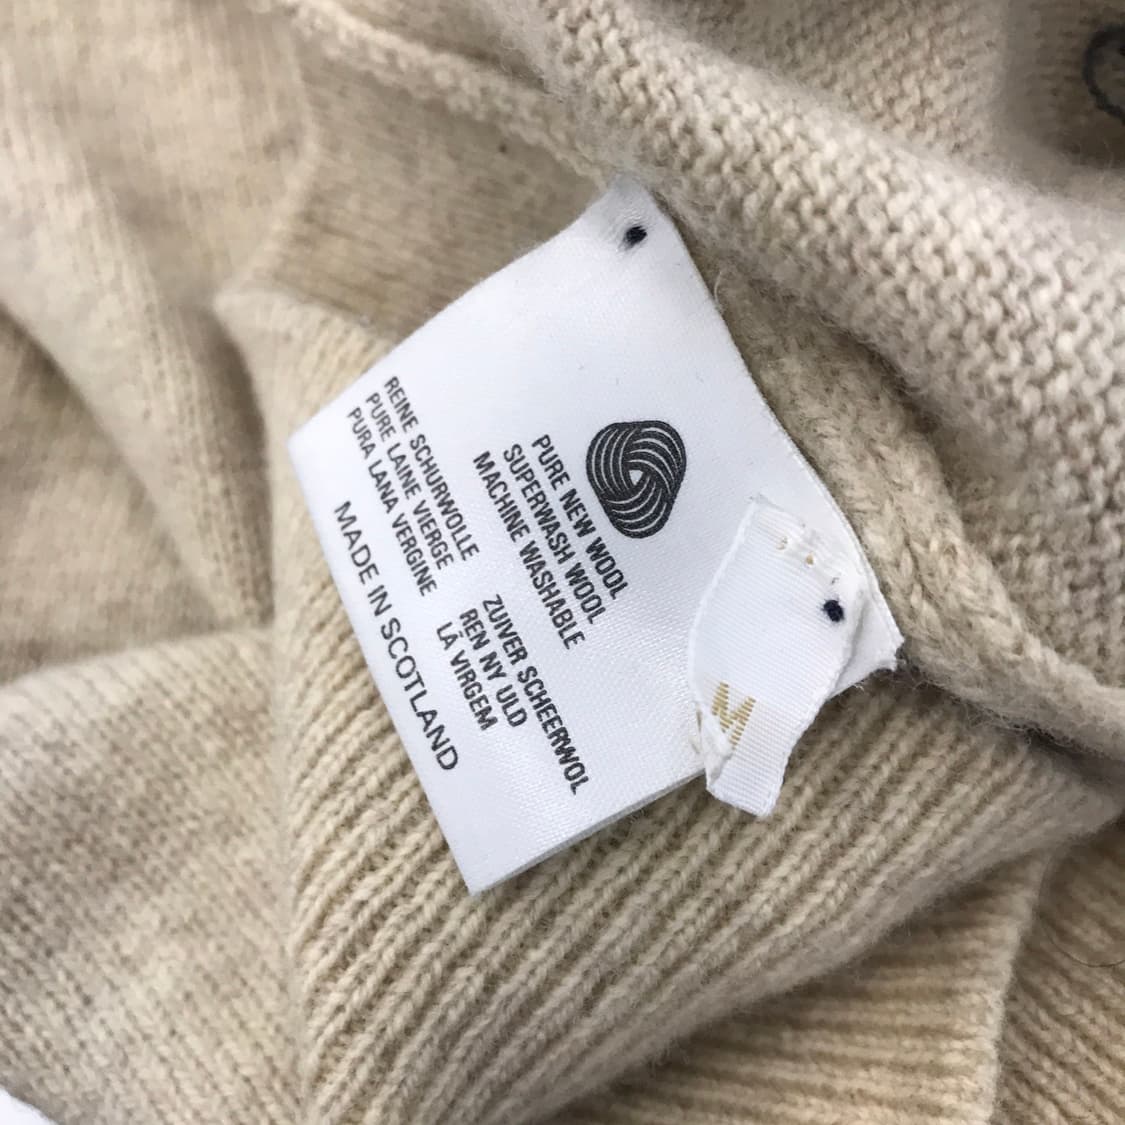 PURE NEW WOOL
SUPERWASH WOOL
MACHINE WASHABLE
REINE SCHURWOLLE
PURE LAINE VIERGE
PURA LANA VERGINE
ZUIVER SCHEERWOL
REN NY ULD
LÃ VIRGEM
MADE IN SCOTLAND
M